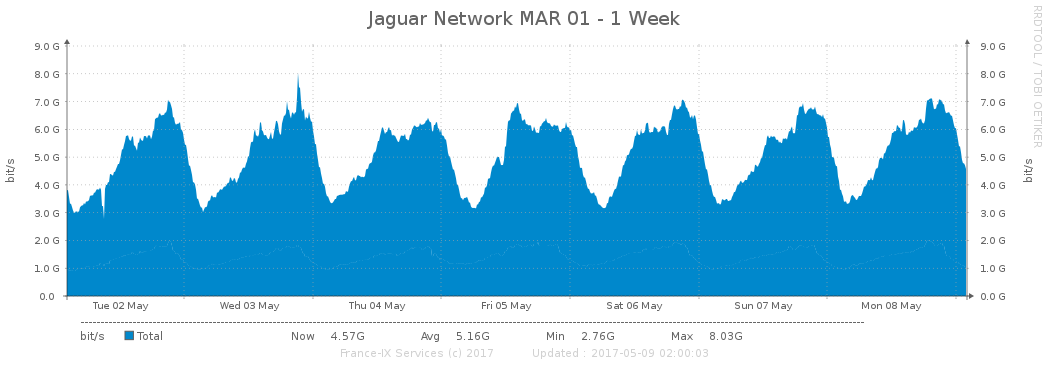 Jaguar Network MAR 01 - 1 Week
RRDTOOL / TOBI OETIKER
bit/s
9.0 G 9.0 G
8.0 G 8.0 G
7.0 G 7.0 G
6.0 G 6.0 G
5.0 G 5.0 G
4.0 G 4.0 G
3.0 G 3.0 G
2.0 G 2.0 G
1.0 G 1.0 G
0.0 0.0 G
bit/s
Tue 02 May Wed 03 May Thu 04 May Fri 05 May Sat 06 May Sun 07 May Mon 08 May
bit/s Total Now 4.57G Avg 5.16G Min 2.76G Max 8.03G
France-IX Services (c) 2017 Updated : 2017-05-09 02:00:03